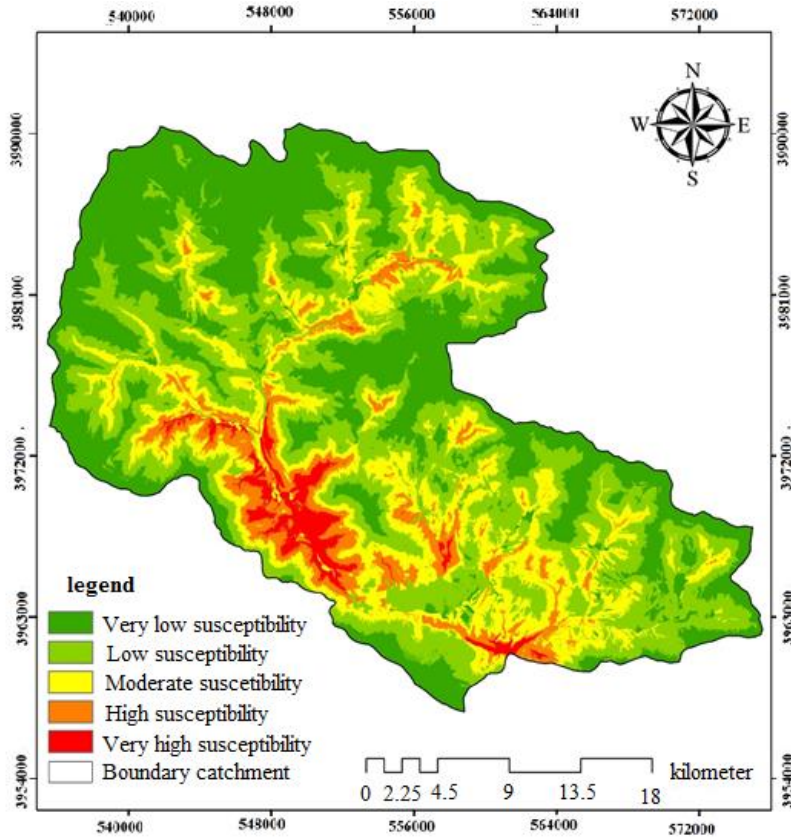 540000 548000 556000 564000 572000
N
W E
S
3990000 3990000
3981000 3981000
3972000 3972000
3963000 3963000
3954000 3954000
legend
Very low susceptibility
Low susceptibility
Moderate suscetibility
High susceptibility
Very high susceptibility
Boundary catchment
kilometer
0 2.25 4.5 9 13.5 18
540000 548000 556000 564000 572000